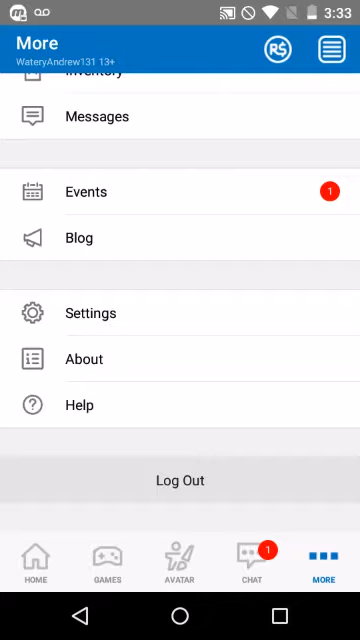 3:33
More
WateryAndrew131 13+
R$
Inventory
Messages
Events
1
Blog
Settings
About
Help
Log Out
1
HOME
GAMES
AVATAR
CHAT
MORE